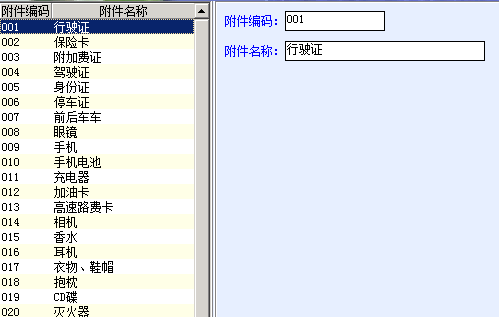 附件编码 附件名称
001 行驶证
002 保险卡
003 附加费证
004 驾驶证
005 身份证
006 停车证
007 前后车车
008 眼镜
009 手机
010 手机电池
011 充电器
012 加油卡
013 高速路费卡
014 相机
015 香水
016 耳机
017 衣物、鞋帽
018 抱枕
019 CD碟
020 灭火器
附件编码: 001
附件名称: 行驶证